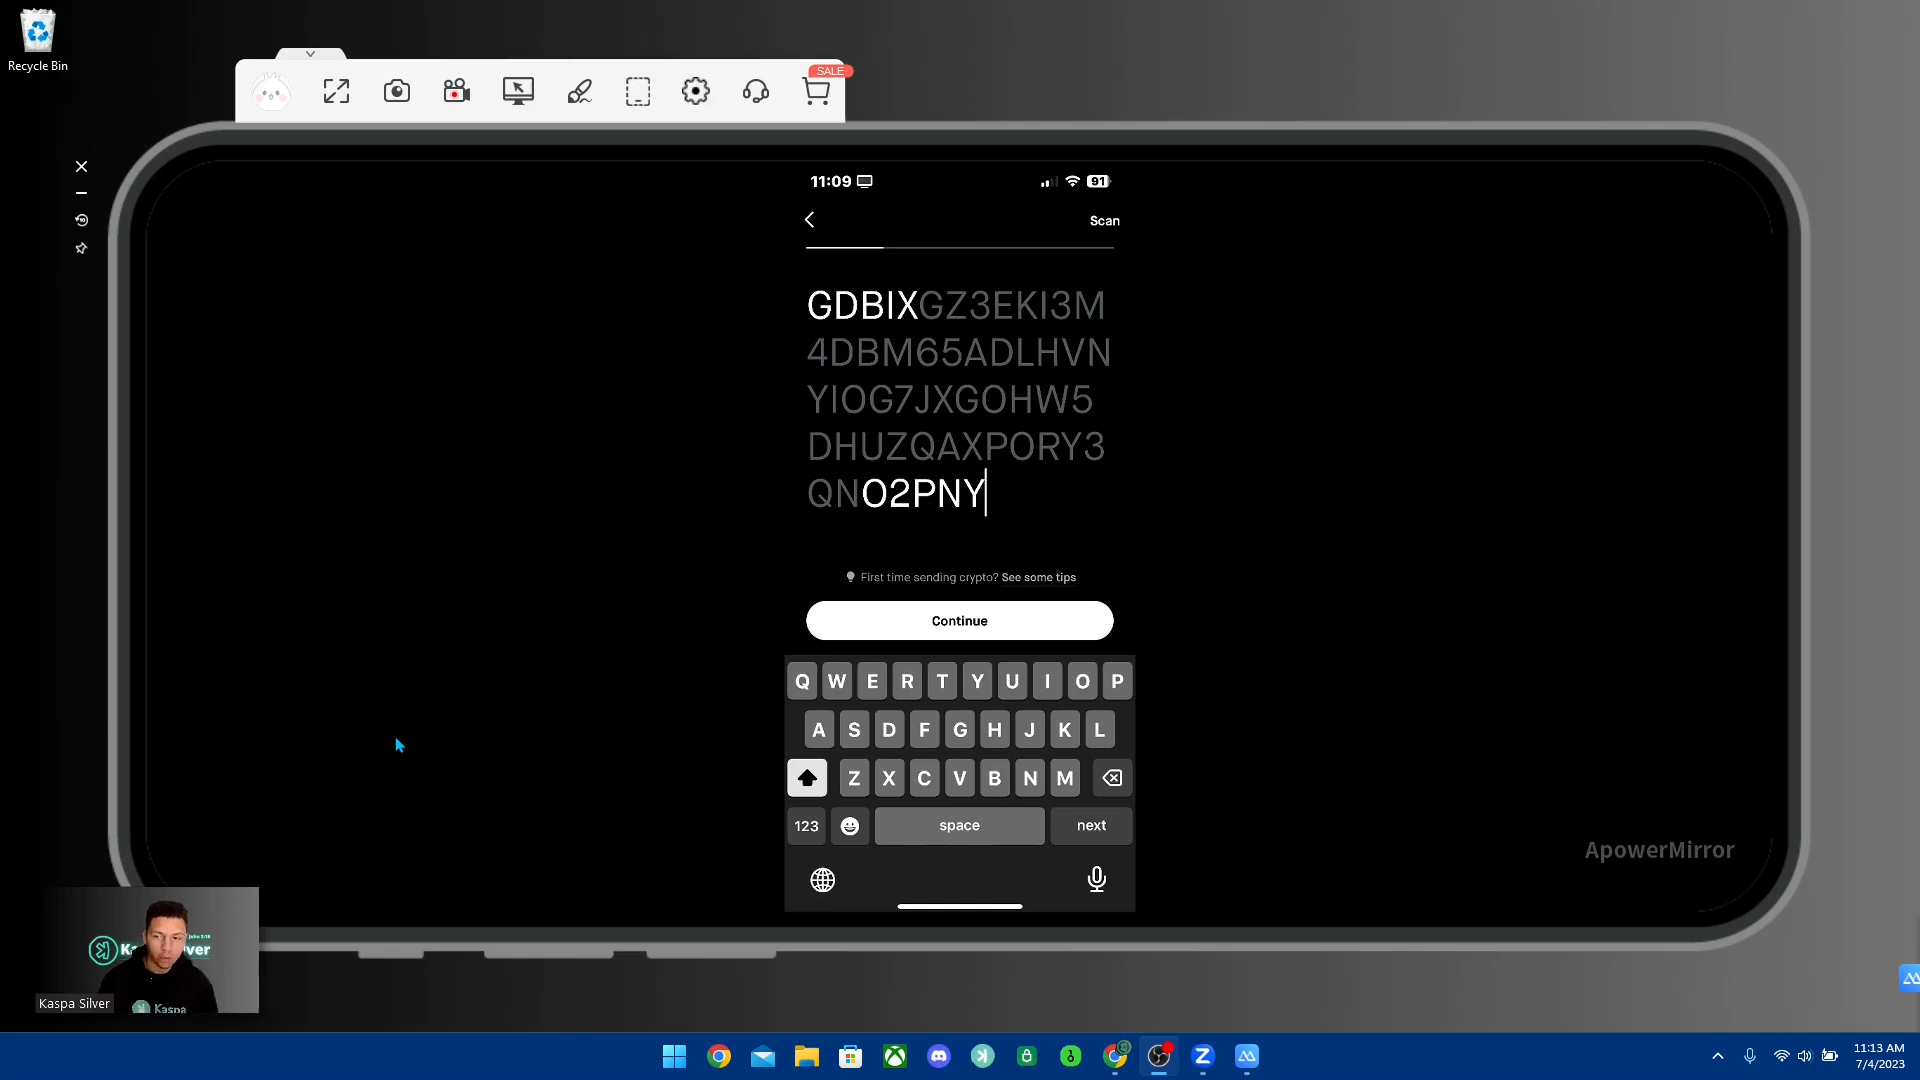 Recycle Bin
SALE
11:09
91
Scan
GDBIXGZ3EKI3M
4DBM65ADLHVN
YIOG7JXGOHW5
DHUZQAXPORY3
QNO2PNY
First time sending crypto? See some tips
Continue
Q W E R T Y U I O P
A S D F G H J K L
Z X C V B N M
123 space next
ApowerMirror
Kaspa Silver
Kaspa
11:13 AM
7/4/2023